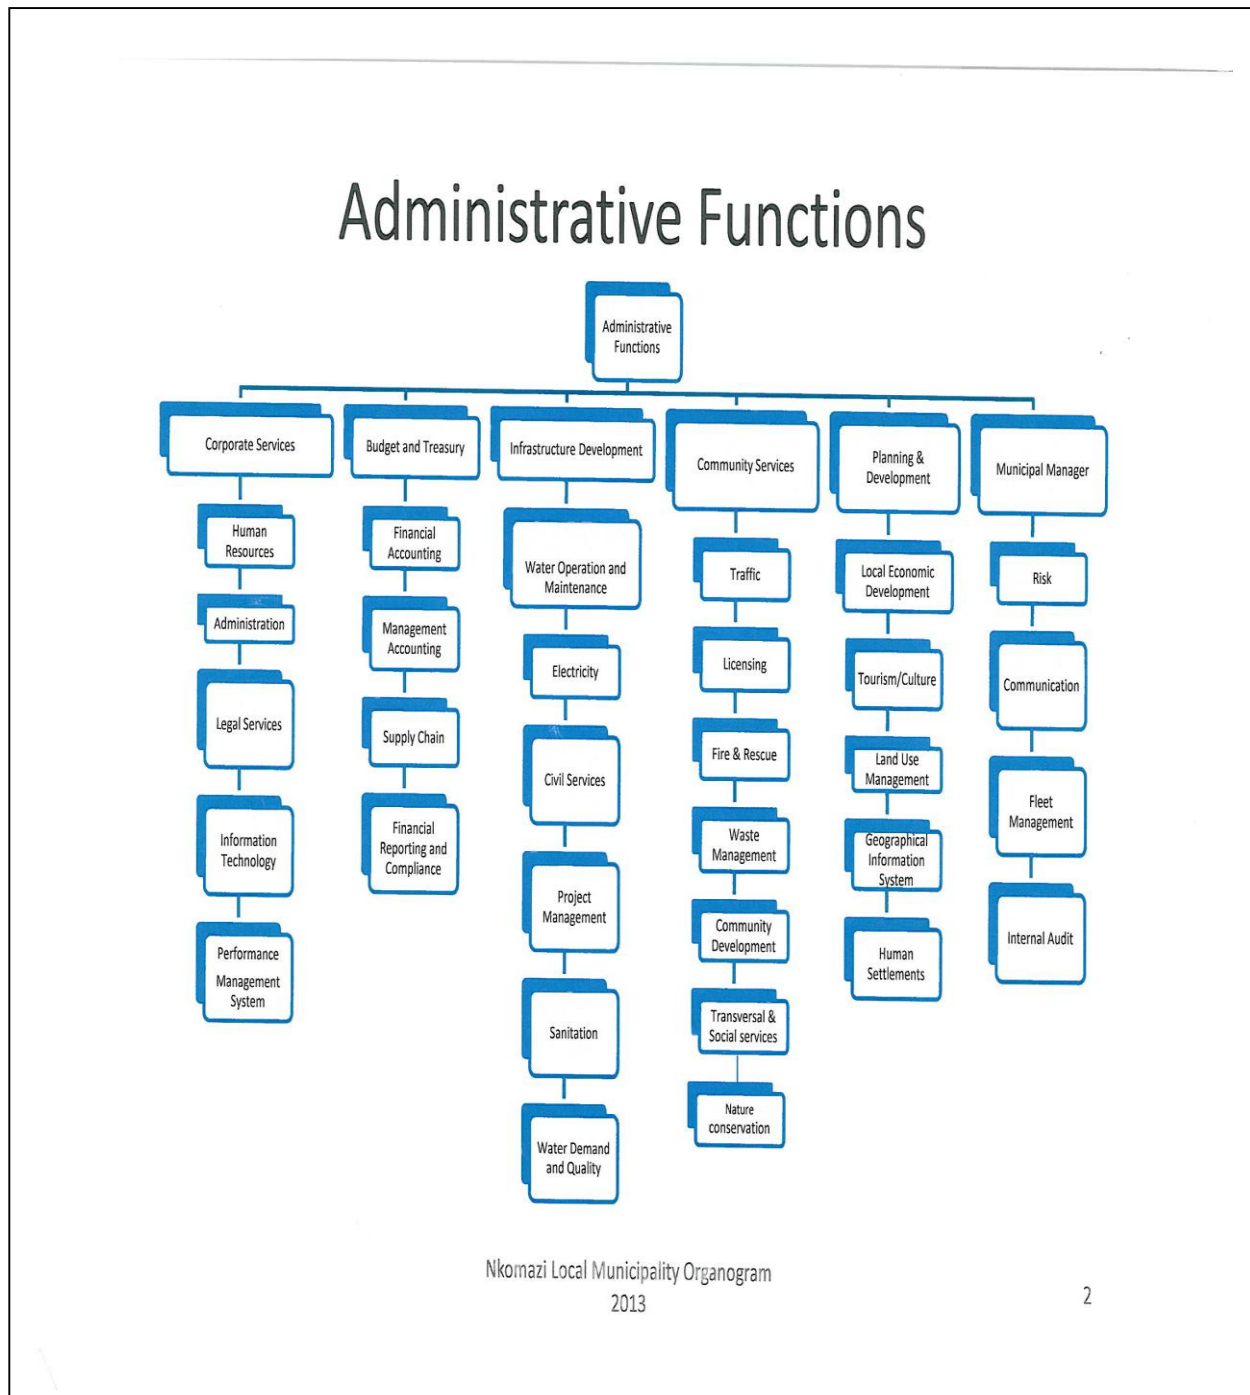 Administrative Functions
Administrative
Functions
Corporate Services
Budget and Treasury
Infrastructure Development
Community Services
Planning &
Development
Municipal Manager
Human
Resources
Administration
Legal Services
Information
Technology
Performance
Management
System
Financial
Accounting
Management
Accounting
Supply Chain
Financial
Reporting and
Compliance
Water Operation and
Maintenance
Electricity
Civil Services
Project
Management
Sanitation
Water Demand
and Quality
Traffic
Licensing
Fire & Rescue
Waste
Management
Community
Development
Transversal &
Social services
Nature
conservation
Local Economic
Development
Tourism/Culture
Land Use
Management
Geographical
Information
System
Human
Settlements
Risk
Communication
Fleet
Management
Internal Audit
Nkomazi Local Municipality Organogram
2013
2